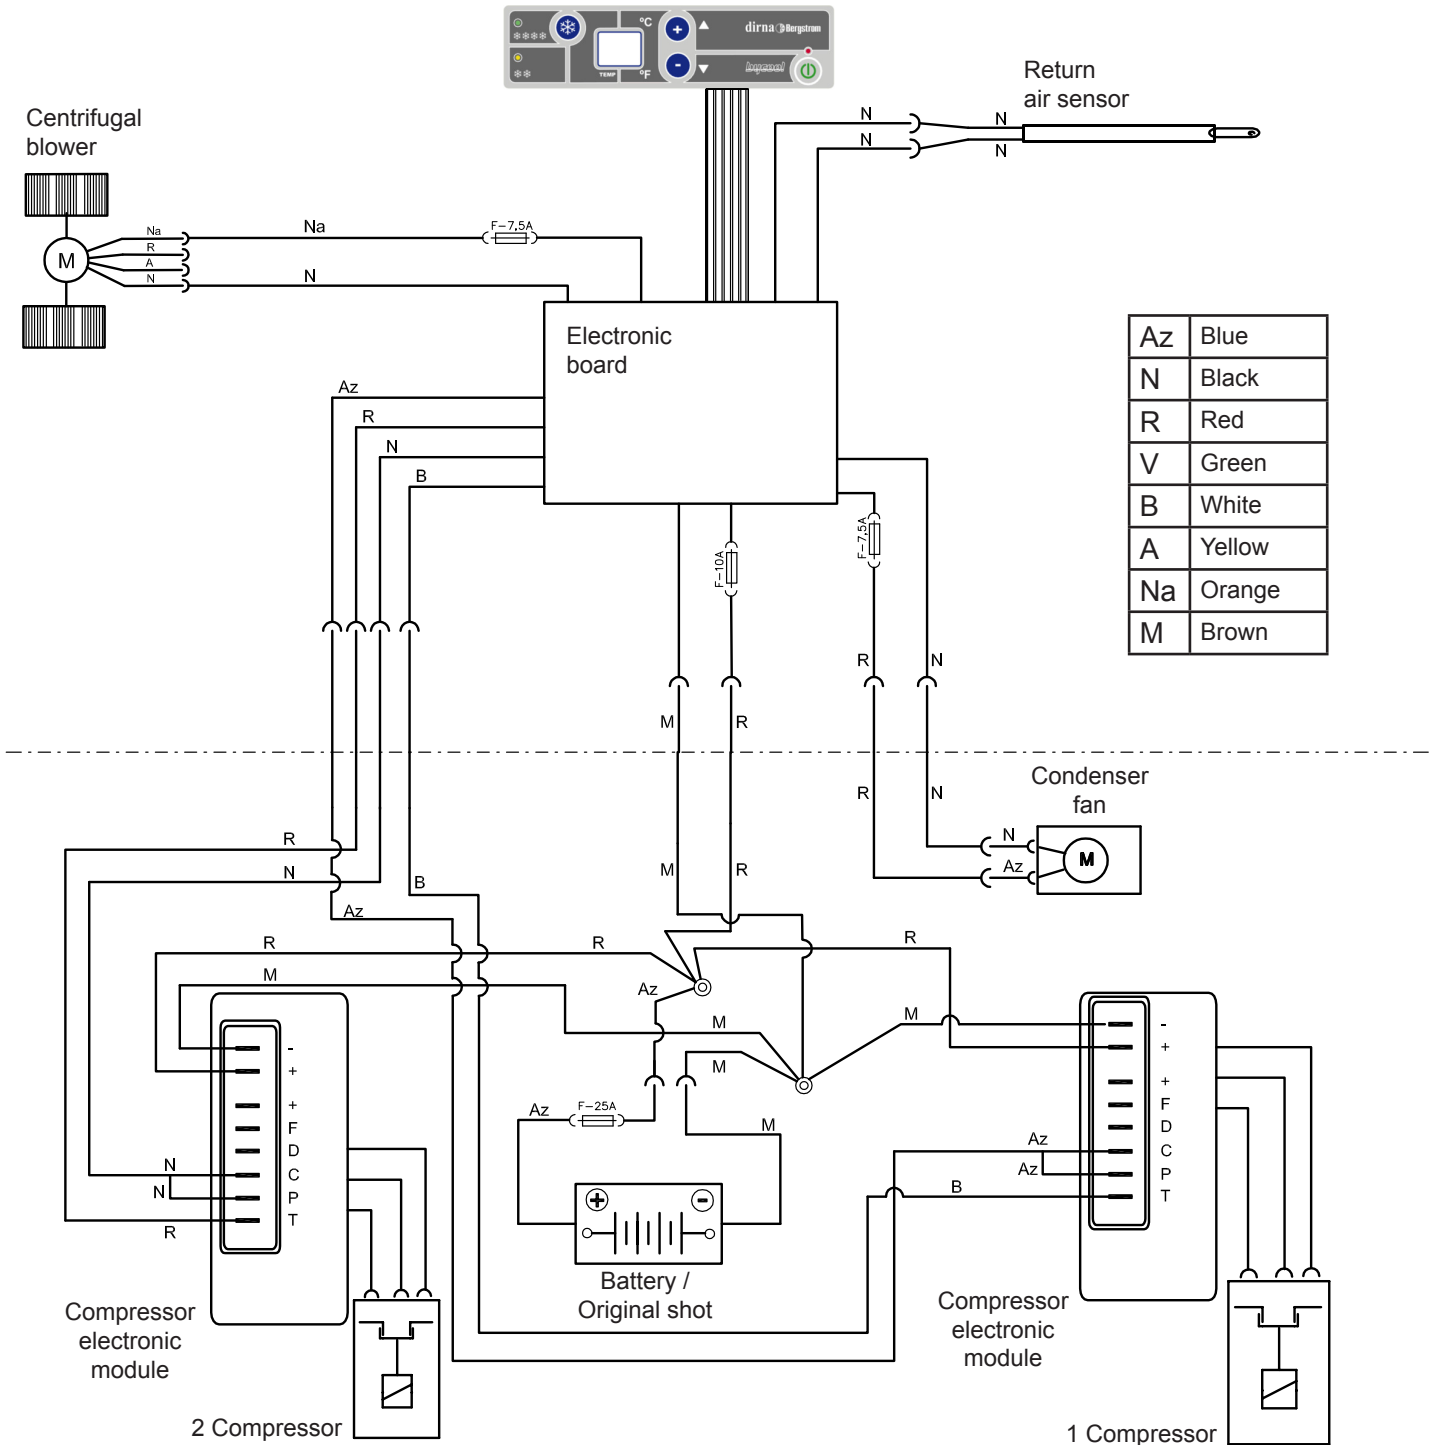 °C
dirna Bergstrom
TEMP
°F
bycool
Return
air sensor
Centrifugal
blower
N
N
N
N
Na
R
A
N
Na
F-7,5A
N
M
Electronic
board
Az Blue
N Black
R Red
V Green
B White
A Yellow
Na Orange
M Brown
Az
R
N
B
F-10A
F-7,5A
R
N
M
R
Condenser
fan
R
N
N
Az
M
R
N
B
Az
M
R
R
R
R
M
Az
M
M
M
-
+
+
F
D
C
P
T
N
N
R
Az
F-25A
M
+
-
Battery /
Original shot
-
+
+
F
D
C
P
T
Az
Az
B
Compressor
electronic
module
2 Compressor
Compressor
electronic
module
1 Compressor